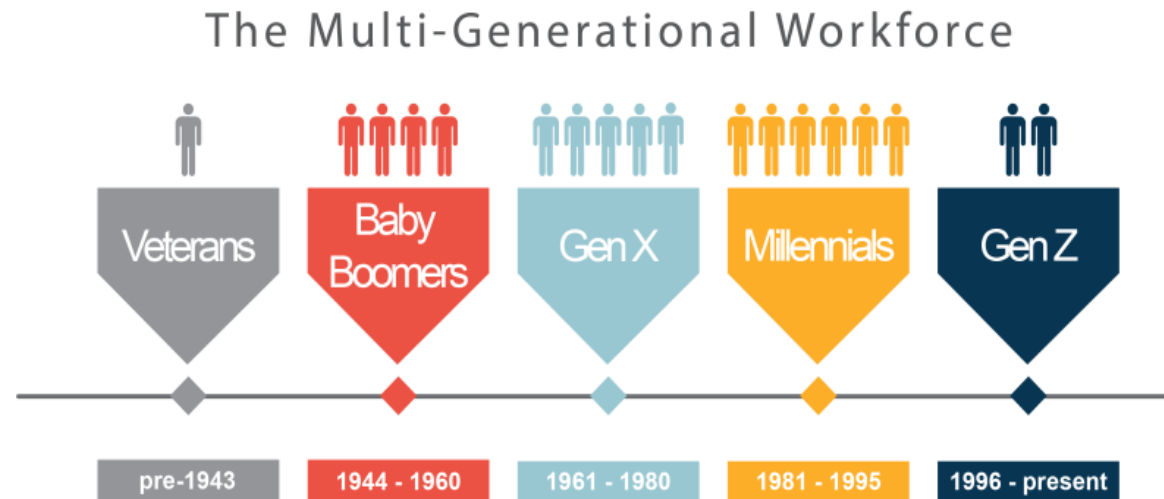 The Multi-Generational Workforce
Veterans
Baby
Boomers
Gen X
Millennials
Gen Z
pre-1943
1944 - 1960
1961 - 1980
1981 - 1995
1996 - present